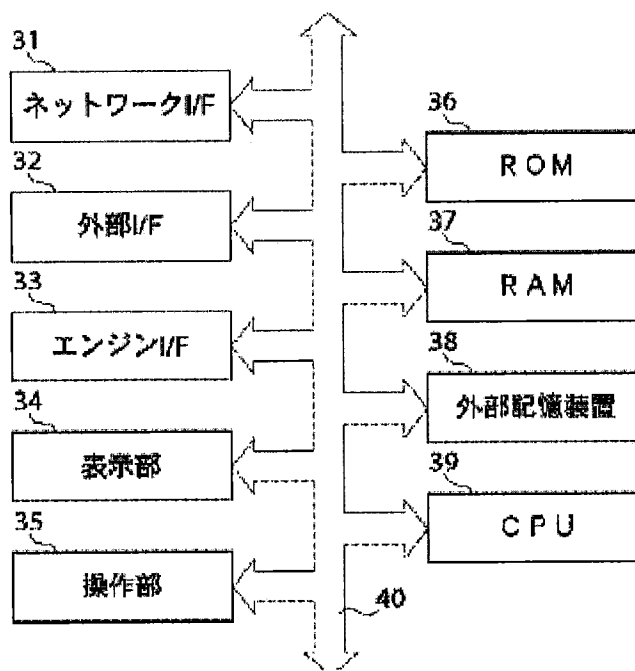 31
ネットワークI/F
32
外部I/F
33
エンジンI/F
34
表示部
35
操作部
36
ROM
37
RAM
38
外部記憶装置
39
CPU
40